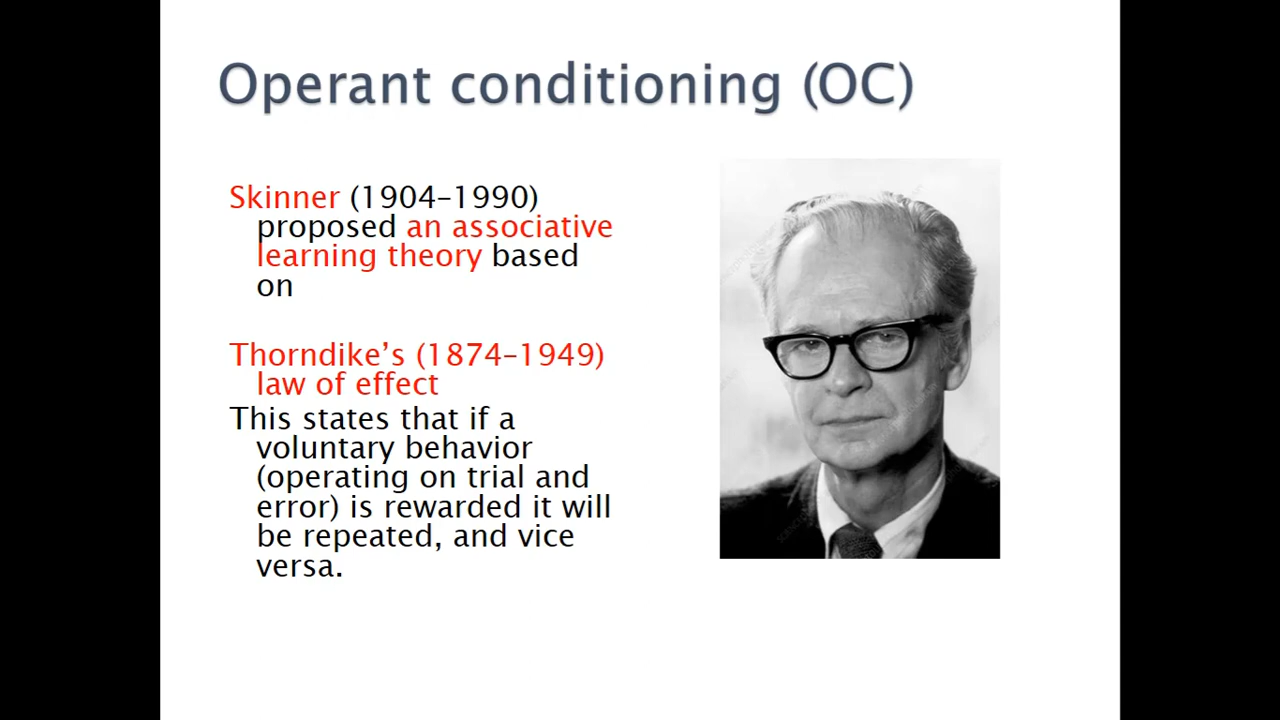 Operant conditioning (OC)
Skinner (1904–1990)
proposed an associative
learning theory based
on
Thorndike’s (1874–1949)
law of effect
This states that if a
voluntary behavior
(operating on trial and
error) is rewarded it will
be repeated, and vice
versa.